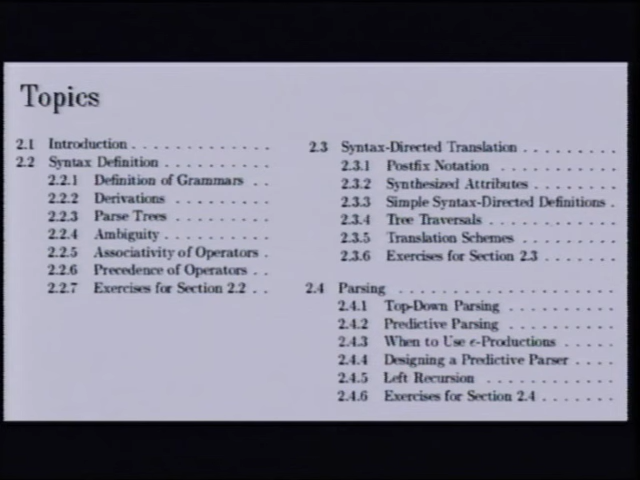 Topics
2.1 Introduction . . . . . . . . . . . . .
2.2 Syntax Definition . . . . . . . . . .
2.2.1 Definition of Grammars . .
2.2.2 Derivations . . . . . . . . .
2.2.3 Parse Trees . . . . . . . . .
2.2.4 Ambiguity . . . . . . . . . .
2.2.5 Associativity of Operators .
2.2.6 Precedence of Operators . .
2.2.7 Exercises for Section 2.2 . .
2.3 Syntax-Directed Translation . . . . . . . . .
2.3.1 Postfix Notation . . . . . . . . . . .
2.3.2 Synthesized Attributes . . . . . . . .
2.3.3 Simple Syntax-Directed Definitions .
2.3.4 Tree Traversals . . . . . . . . . . . .
2.3.5 Translation Schemes . . . . . . . . .
2.3.6 Exercises for Section 2.3 . . . . . . .
2.4 Parsing . . . . . . . . . . . . . . . . . . . . .
2.4.1 Top-Down Parsing . . . . . . . . . .
2.4.2 Predictive Parsing . . . . . . . . . .
2.4.3 When to Use ϵ-Productions . . . . . .
2.4.4 Designing a Predictive Parser . . . .
2.4.5 Left Recursion . . . . . . . . . . . .
2.4.6 Exercises for Section 2.4 . . . . . . .